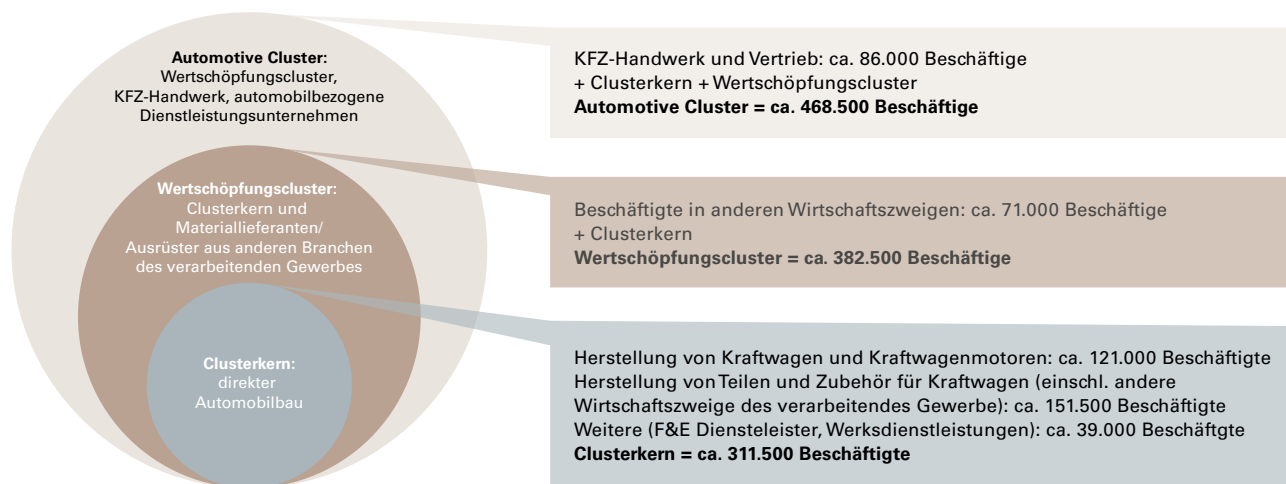 Automotive Cluster:
Wertschöpfungscluster,
KFZ-Handwerk, automobilbezogene
Dienstleistungsunternehmen
KFZ-Handwerk und Vertrieb: ca. 86.000 Beschäftige
+ Clusterkern + Wertschöpfungscluster
Automotive Cluster = ca. 468.500 Beschäftige
Wertschöpfungscluster:
Clusterkern und
Materiallieferanten/
Ausrüster aus anderen Branchen
des verarbeitenden Gewerbes
Beschäftigte in anderen Wirtschaftszweigen: ca. 71.000 Beschäftige
+ Clusterkern
Wertschöpfungscluster = ca. 382.500 Beschäftige
Clusterkern:
direkter
Automobilbau
Herstellung von Kraftwagen und Kraftwagenmotoren: ca. 121.000 Beschäftigte
Herstellung von Teilen und Zubehör für Kraftwagen (einschl. andere
Wirtschaftszweige des verarbeitendes Gewerbe): ca. 151.500 Beschäftigte
Weitere (F&E Diensteleister, Werksdienstleistungen): ca. 39.000 Beschäftgte
Clusterkern = ca. 311.500 Beschäftigte